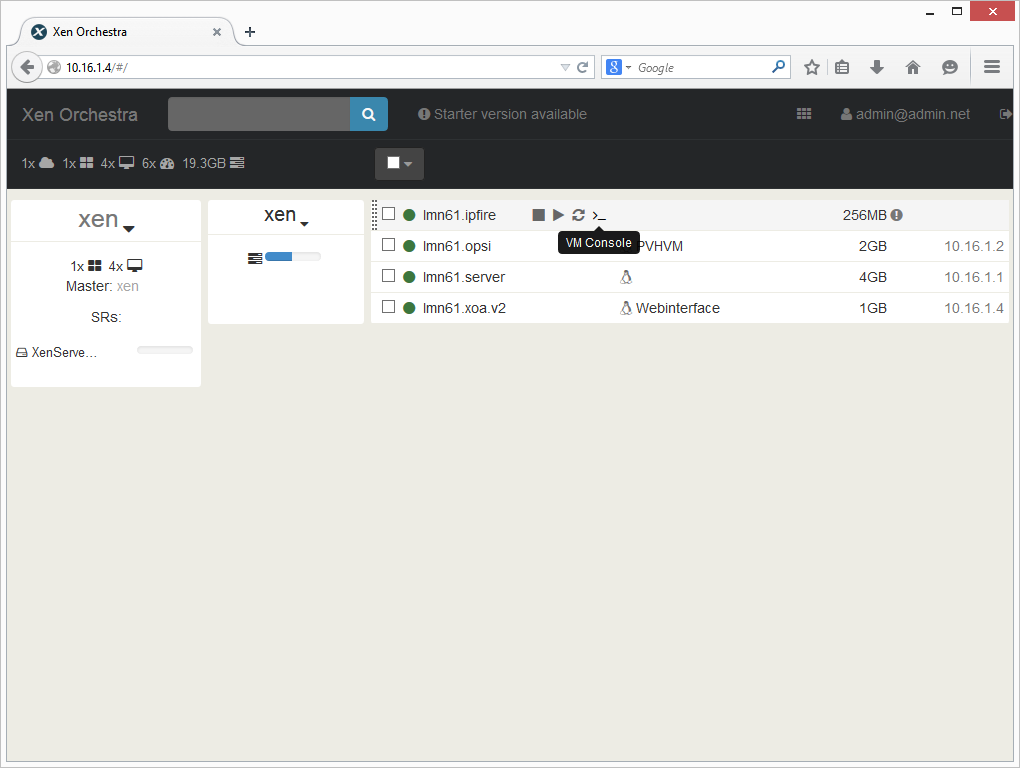 Xen Orchestra
10.16.1.4/#/
Google
Xen Orchestra
Starter version available
admin@admin.net
1x 1x 4x 6x 19.3GB
xen
1x 4x
Master: xen
SRs:
XenServe...
xen
lmn61.ipfire 256MB
VM Console
lmn61.opsi PVHVM 2GB 10.16.1.2
lmn61.server 4GB 10.16.1.1
lmn61.xoa.v2 Webinterface 1GB 10.16.1.4